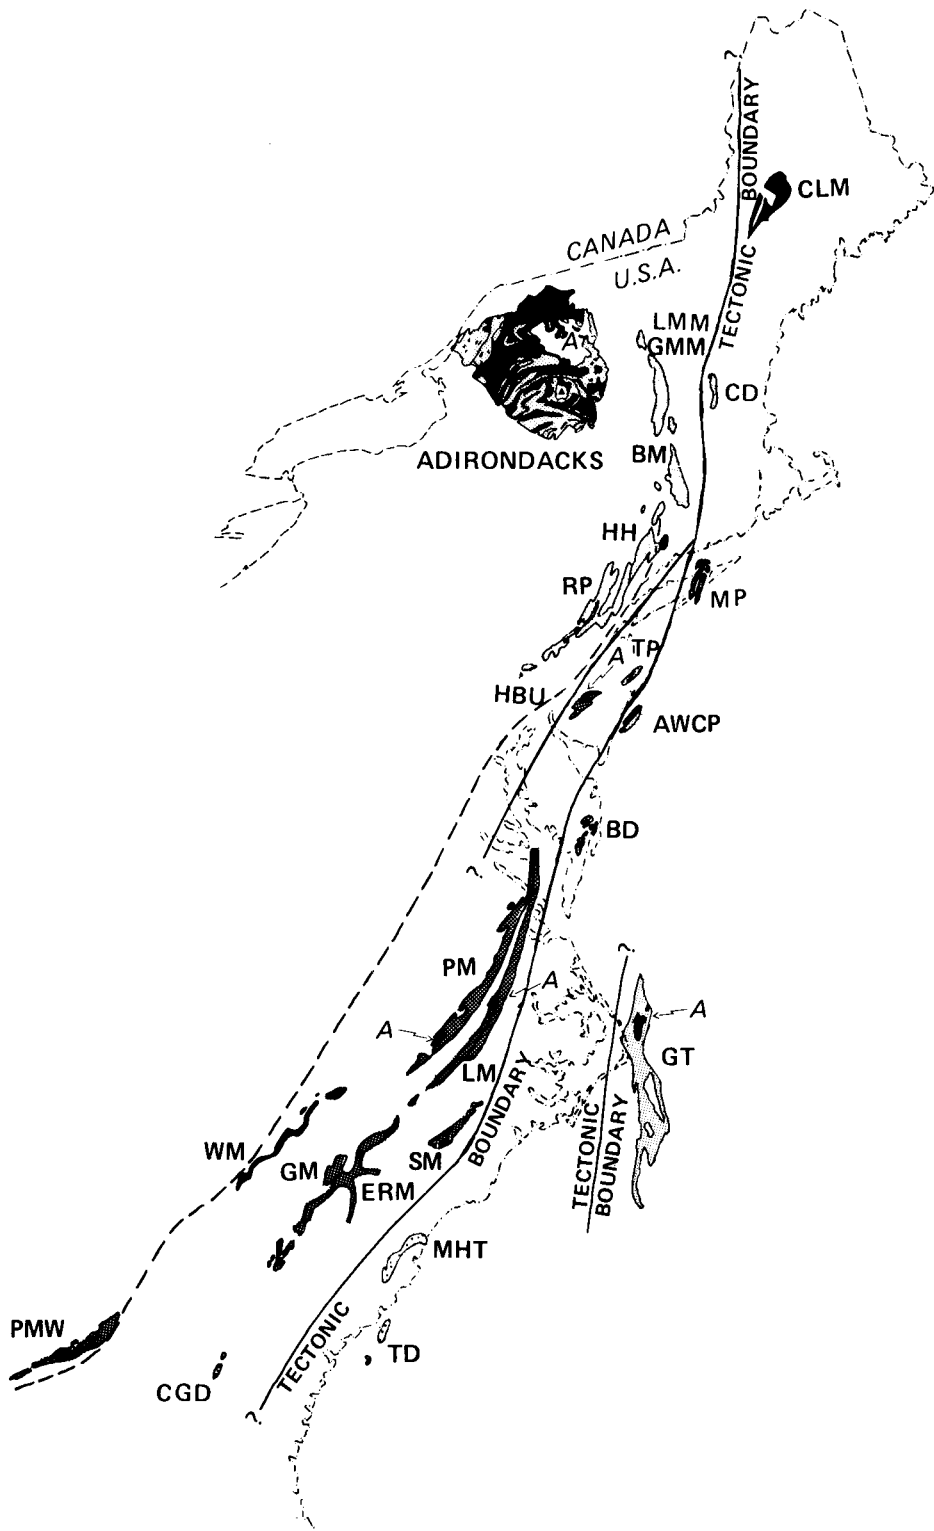 ?
BOUNDARY
CLM
CANADA
U.S.A.
TECTONIC
LMM
GMM
A
CD
ADIRONDACKS
BM
HH
RP
MP
A
TP
HBU
AWCP
BD
?
PM
?
A
A
A
GT
LM
BOUNDARY
TECTONIC
BOUNDARY
WM
GM
SM
ERM
MHT
PMW
TECTONIC
TD
CGD
?